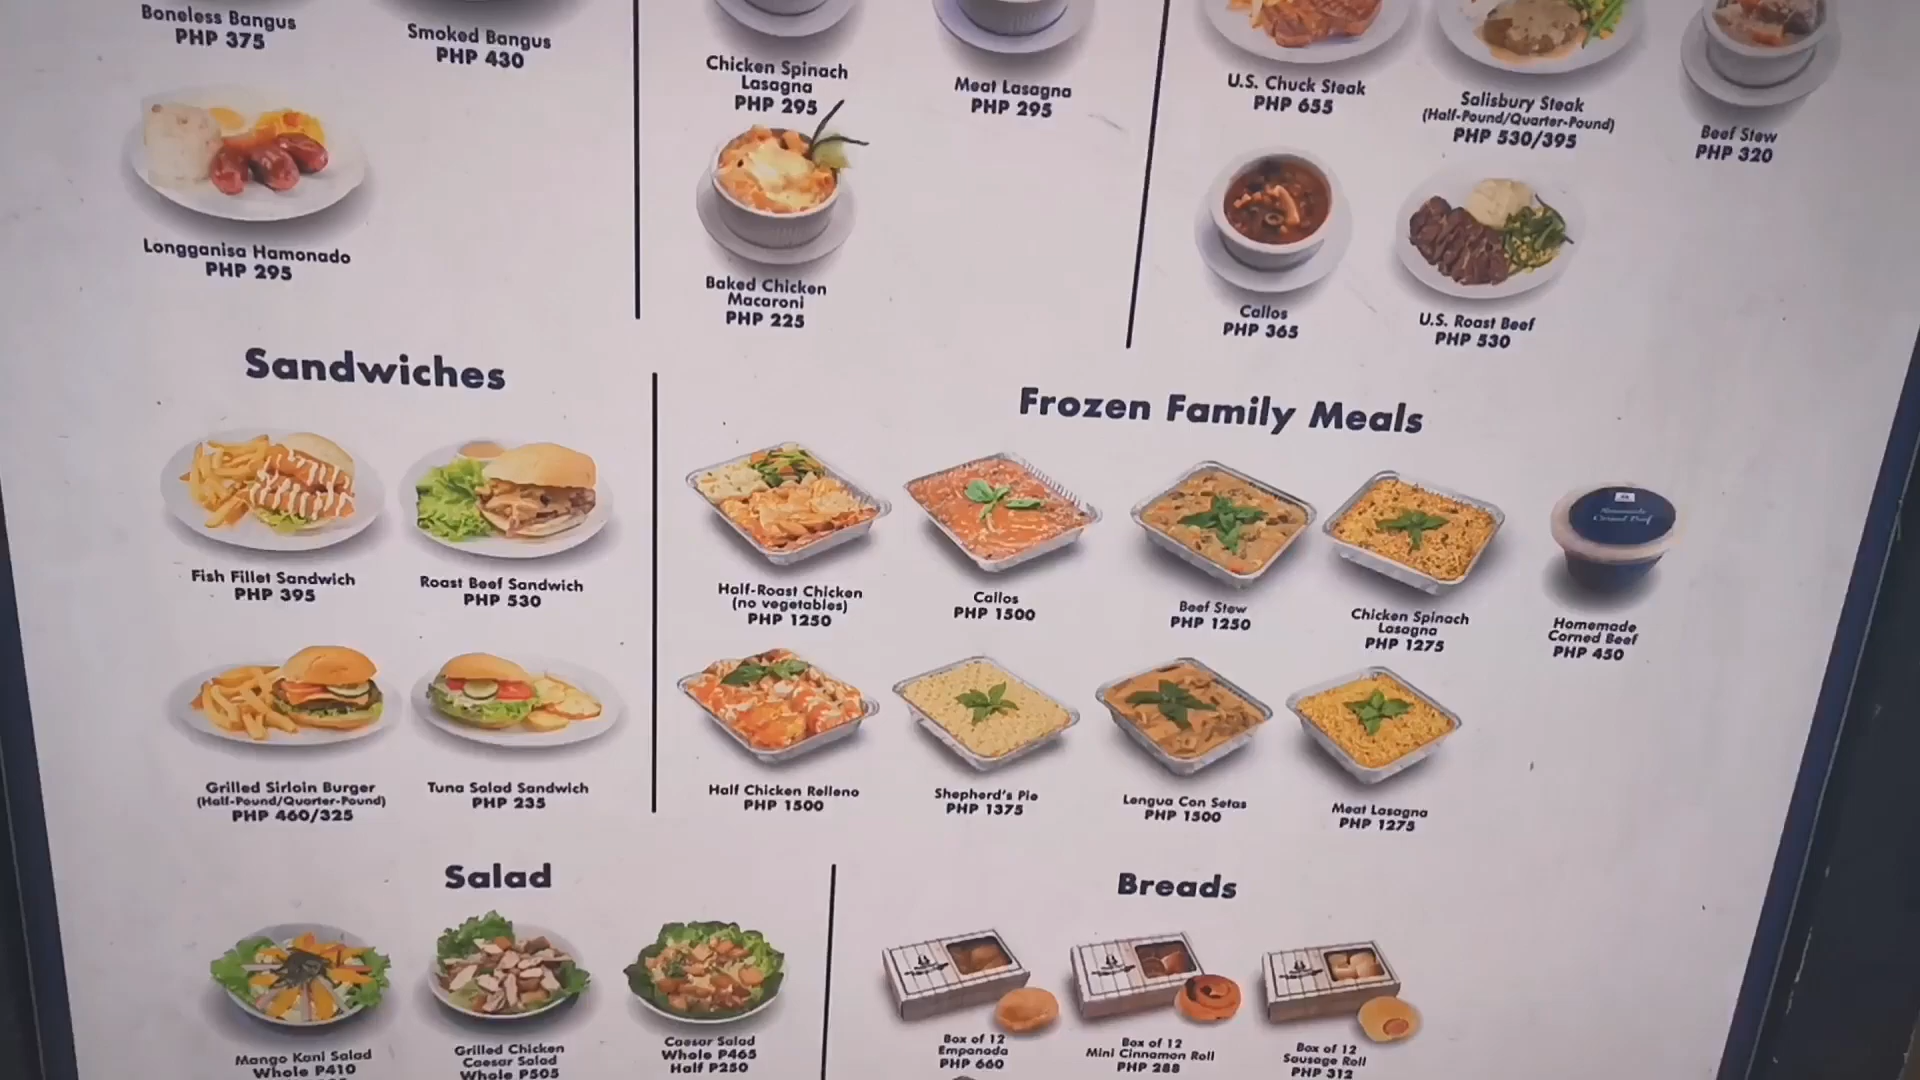 Boneless Bangus
PHP 375
Smoked Bangus
PHP 430
Longganisa Hamonado
PHP 295
Chicken Spinach
Lasagna
PHP 295
Meat Lasagna
PHP 295
Baked Chicken
Macaroni
PHP 225
U.S. Chuck Steak
PHP 655
Salisbury Steak
(Half-Pound/Quarter-Pound)
PHP 530/395
Beef Stew
PHP 320
Callos
PHP 365
U.S. Roast Beef
PHP 530
Sandwiches
Fish Fillet Sandwich
PHP 395
Roast Beef Sandwich
PHP 530
Grilled Sirloin Burger
(Half-Pound/Quarter-Pound)
PHP 460/325
Tuna Salad Sandwich
PHP 235
Frozen Family Meals
Half-Roast Chicken
(no vegetables)
PHP 1250
Callos
PHP 1500
Beef Stew
PHP 1250
Chicken Spinach
Lasagna
PHP 1275
Homemade
Corned Beef
Homemade
Corned Beef
PHP 450
Half Chicken Relleno
PHP 1500
Shepherd's Pie
PHP 1375
Lengua Con Setas
PHP 1500
Meat Lasagna
PHP 1275
Salad
Mango Kani Salad
Whole P410
Grilled Chicken
Caesar Salad
Whole P505
Caesar Salad
Whole P465
Half P250
Breads
Box of 12
Empanada
PHP 660
Box of 12
Mini Cinnamon Roll
PHP 288
Box of 12
Sausage Roll
PHP 312